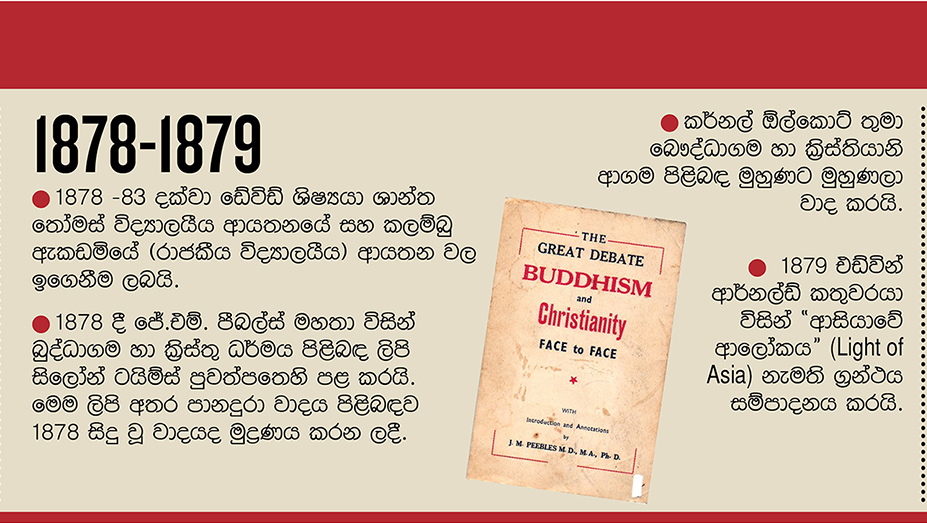 1878-1879
● 1878 -83 දක්වා ඩේවිඩ් ශිෂ්‍යයා ශාන්ත
තෝමස් විද්‍යාලයීය ආයතනයේ සහ කලම්බු
ඇකඩමියේ (රාජකීය විද්‍යාලයීය) ආයතන වල
ඉගෙනීම ලබයි.
● 1878 දී ජේ.එම්. පීබල්ස් මහතා විසින්
බුද්ධාගම හා ක්‍රිස්තු ධර්මය පිළිබඳ ලිපි
සිලෝන් ටයිම්ස් පුවත්පතෙහි පළ කරයි.
මෙම ලිපි අතර පානදුරා වාදය පිළිබඳව
1878 සිදු වූ වාදයද මුද්‍රණය කරන ලදී.
THE
GREAT DEBATE
BUDDHISM
and
Christianity
FACE to FACE
WITH
Introduction and Annotations
by
J. M. PEEBLES M. D., M. A., Ph. D.
● කර්නල් ඕල්කොට් තුමා
බෞද්ධාගම හා ක්‍රිස්තියානි
ආගම පිළිබඳ මුහුණට මුහුණලා
වාද කරයි.
● 1879 එඩ්වින්
ආර්නල්ඩ් කතුවරයා
විසින් “ආසියාවේ
ආලෝකය” (Light of
Asia) නැමති ග්‍රන්ථය
සම්පාදනය කරයි.